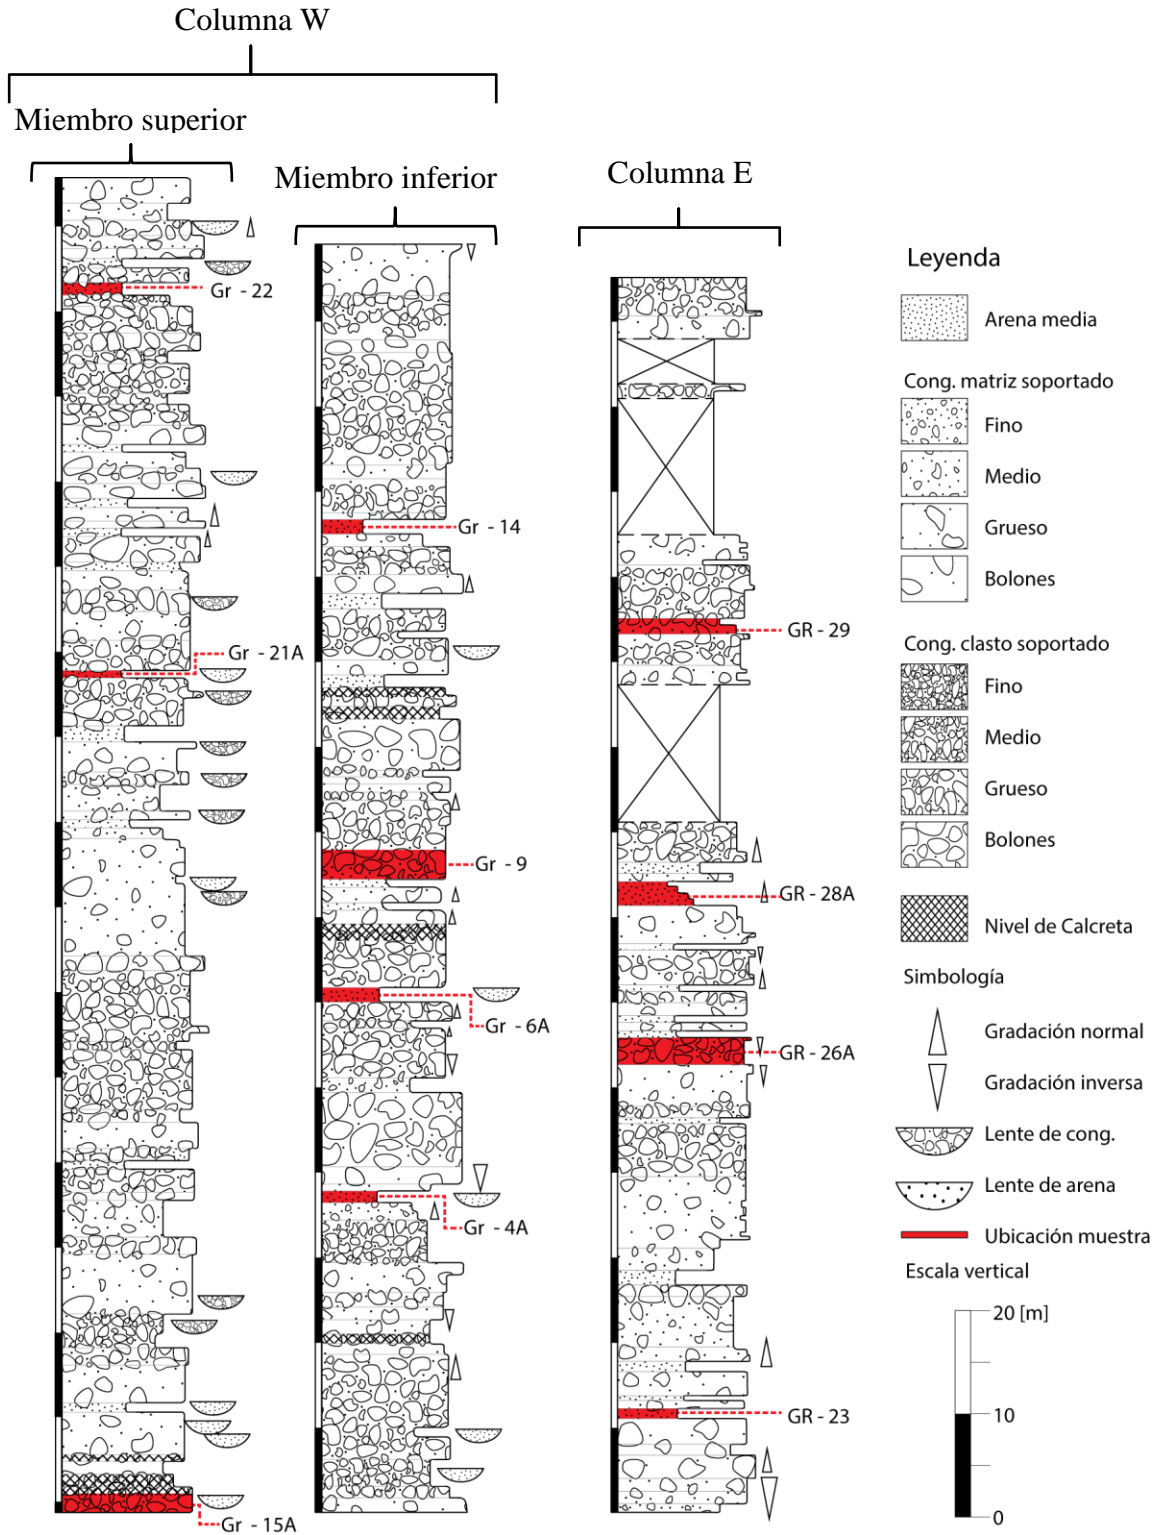 Columna W
Miembro superior
Miembro inferior
Columna E
Gr - 22
Gr - 21A
Gr - 15A
Gr - 14
Gr - 9
Gr - 6A
Gr - 4A
GR - 29
GR - 28A
GR - 26A
GR - 23
Leyenda
Arena media
Cong. matriz soportado
Fino
Medio
Grueso
Bolones
Cong. clasto soportado
Fino
Medio
Grueso
Bolones
Nivel de Calcreta
Simbología
Gradación normal
Gradación inversa
Lente de cong.
Lente de arena
Ubicación muestra
Escala vertical
20 [m]
10
0